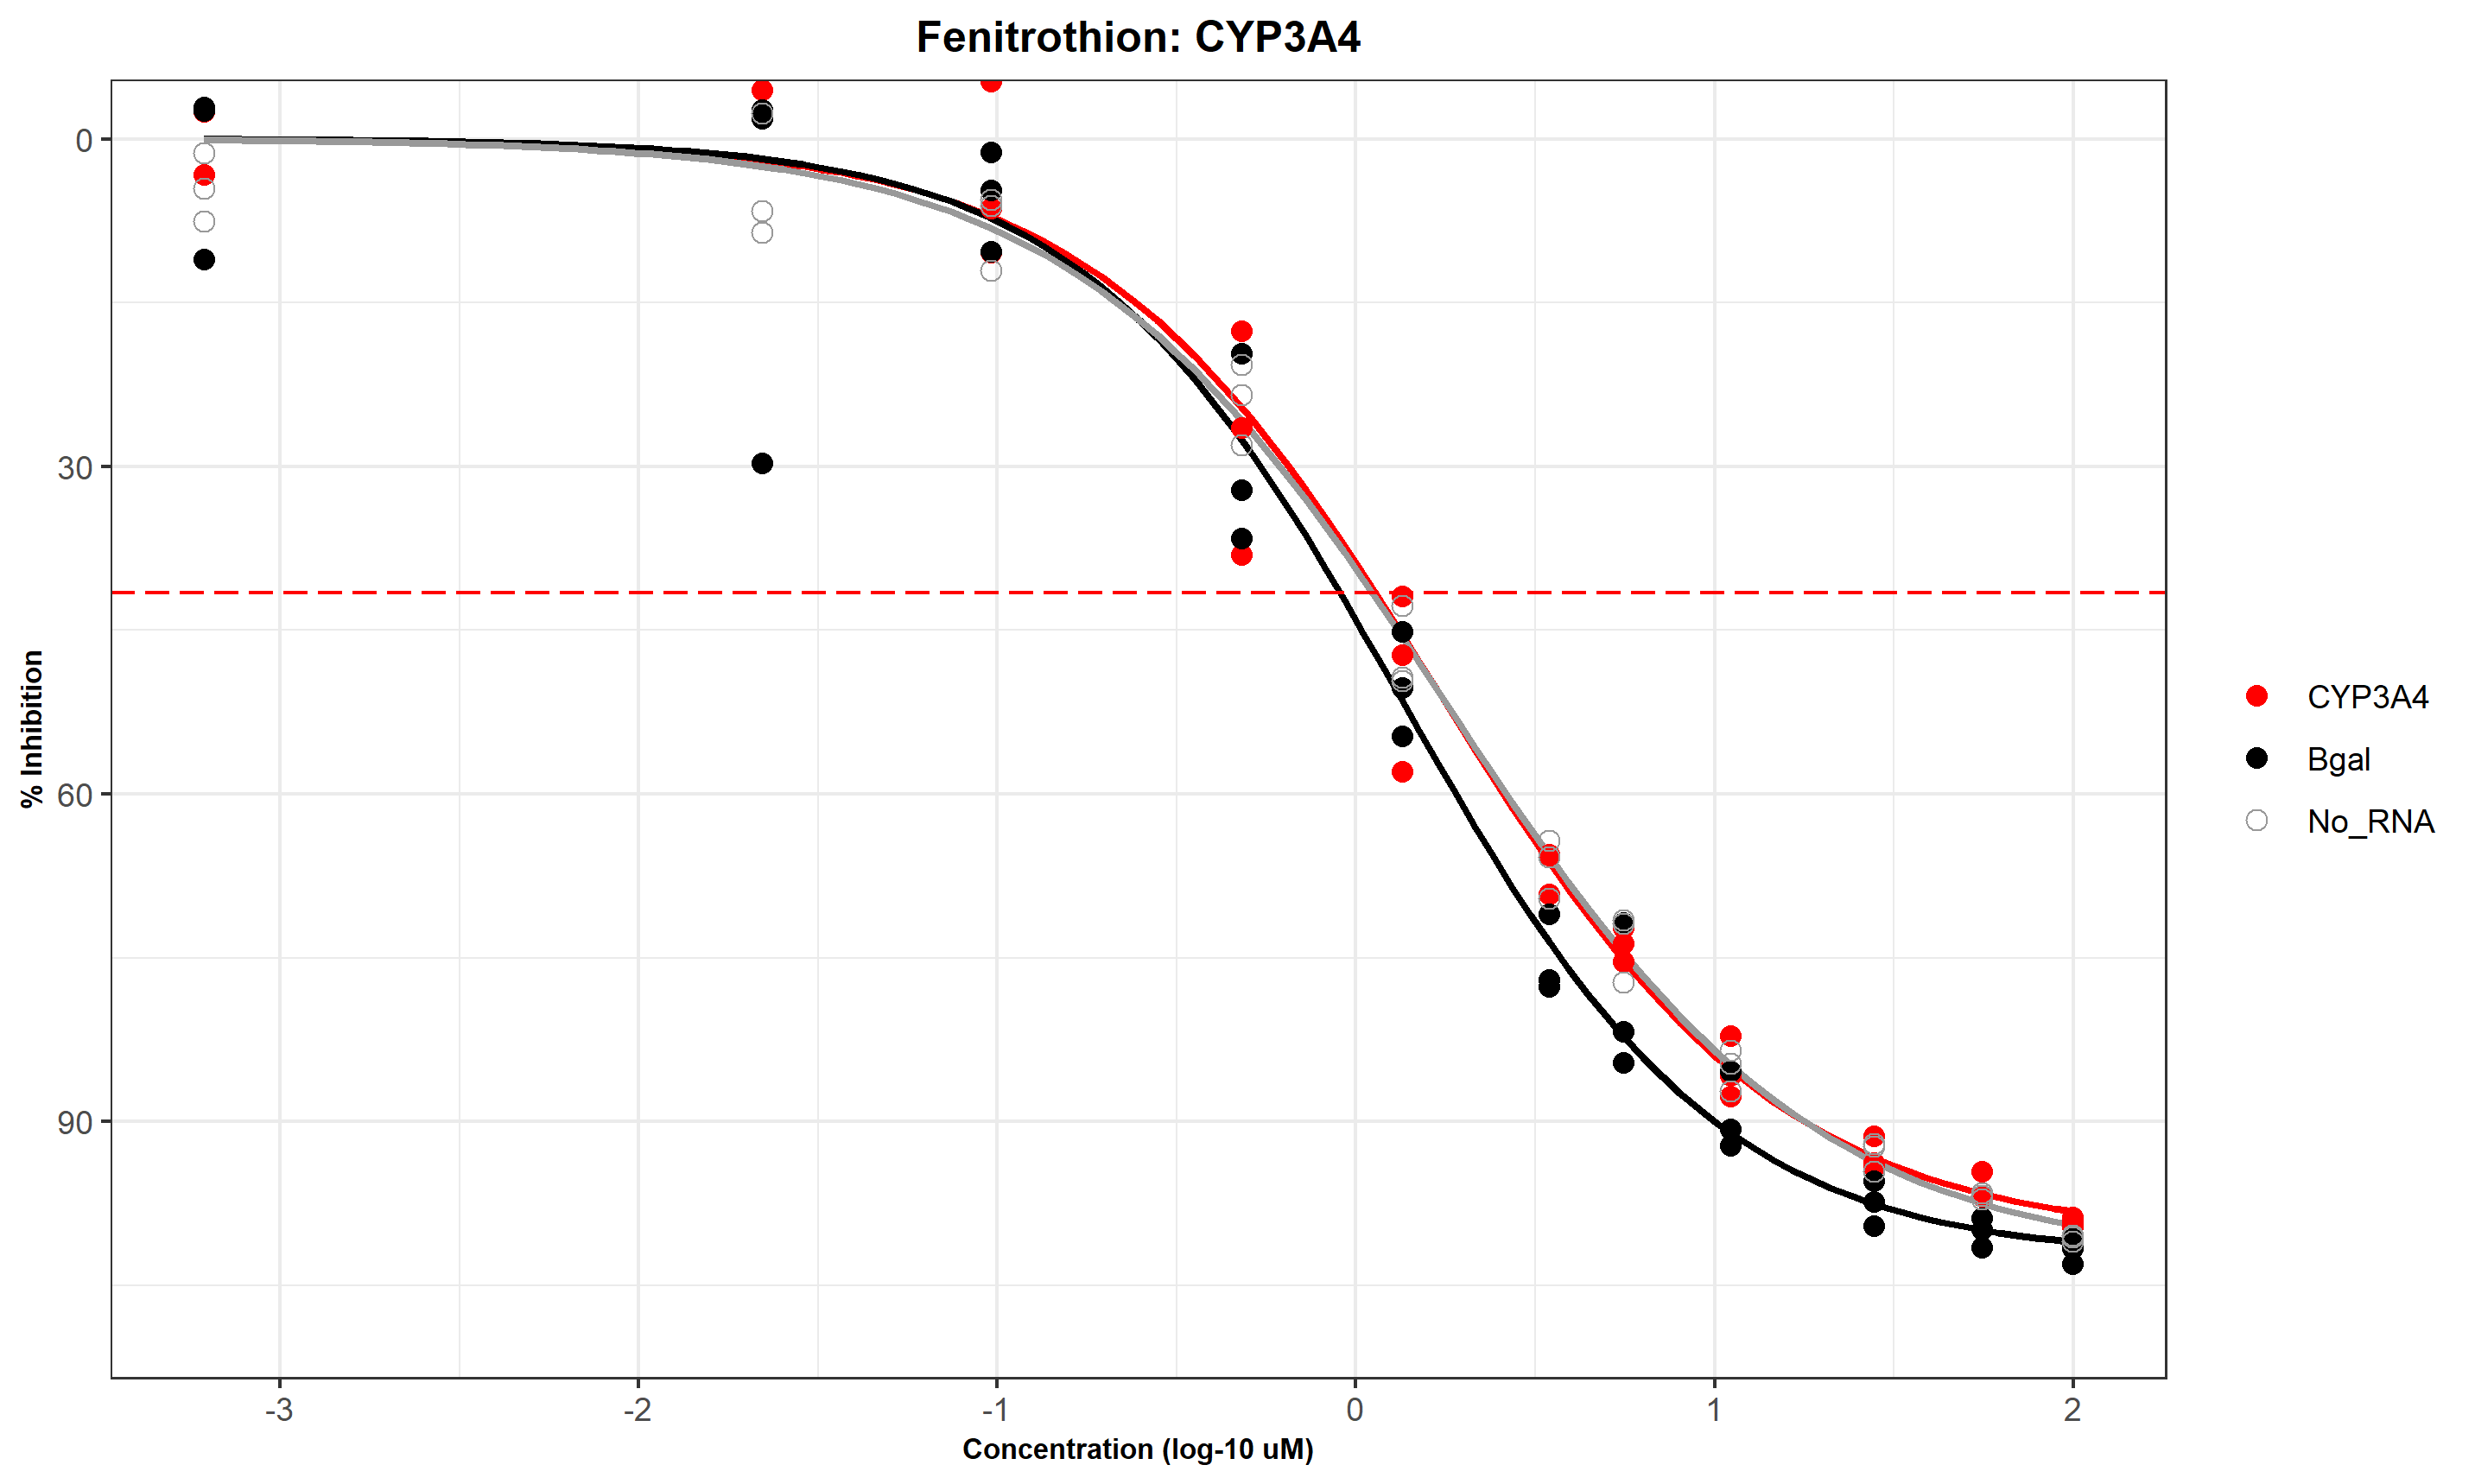 Fenitrothion: CYP3A4
% Inhibition
0
30
60
90
-3
-2
-1
0
1
2
Concentration (log-10 uM)
CYP3A4
Bgal
No_RNA